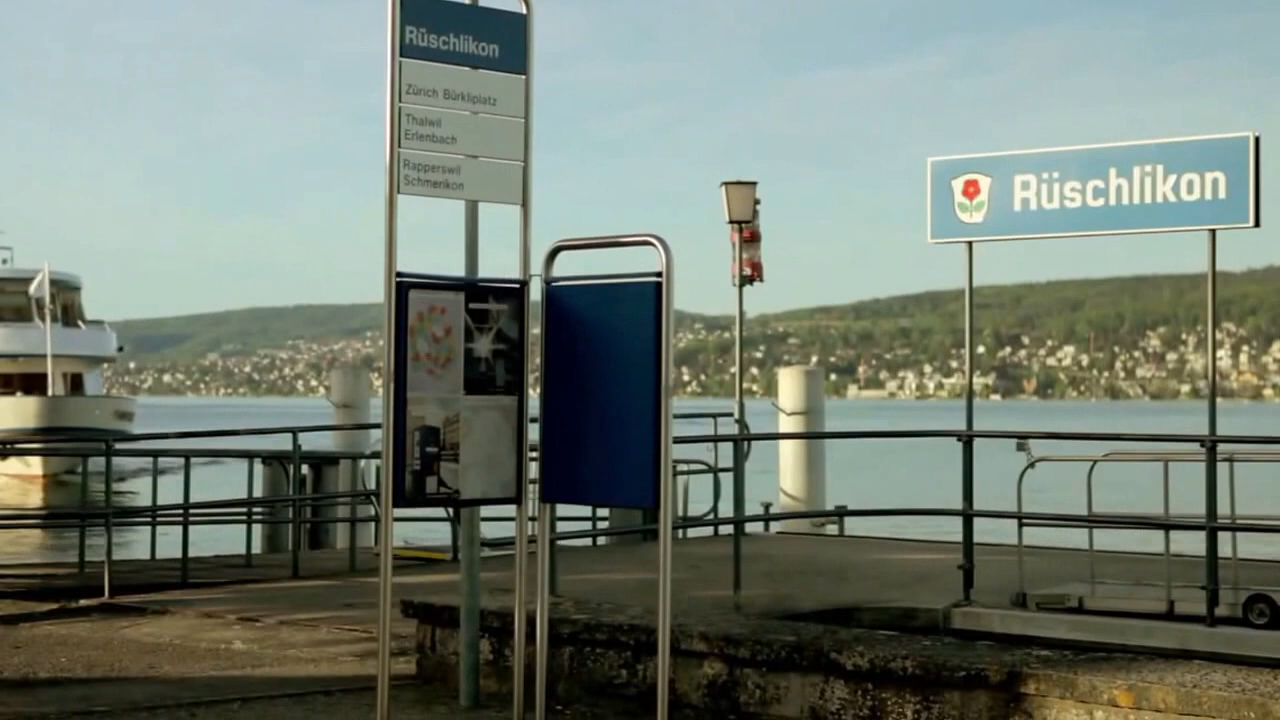 Rüschlikon
Zürich Bürkliplatz
Thalwil
Erlenbach
Rapperswil
Schmerikon
Rüschlikon